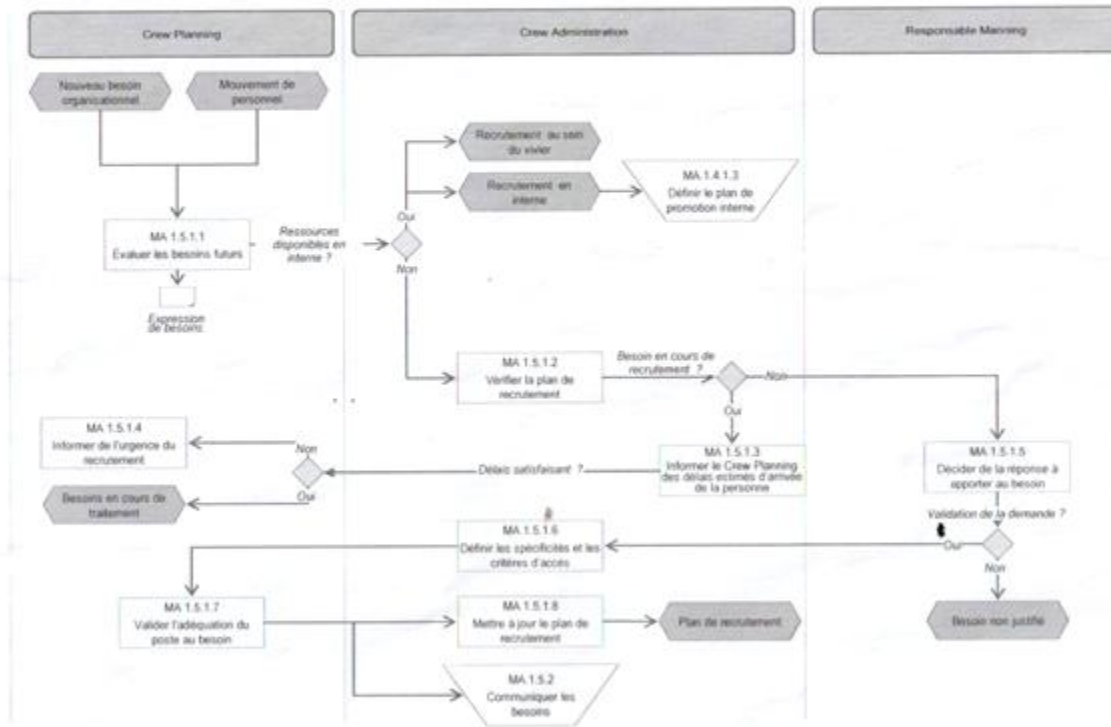 Crew Planning
Crew Administration
Responsable Manning
Nouveau besoin
organisationnel
Mouvement de
personnel
Recrutement au sein
du vivier
Recrutement en
interne
MA 1.4.1.3
Définir le plan de
promotion interne
Oui
Non
MA 1.5.1.1
Évaluer les besoins futurs
Ressources
disponibles en
interne ?
Expression
de besoins
MA 1.5.1.2
Vérifier la plan de
recrutement
Besoin en cours de
recrutement ?
Non
Oui
MA 1.5.1.4
Informer de l'urgence du
recrutement
Non
Oui
Besoins en cours de
traitement
Délais satisfaisant ?
MA 1.5.1.3
Informer le Crew Planning
des délais estimés d'arrivée
de la personne
MA 1.5.1.5
Décider de la réponse à
apporter au besoin
Validation de la demande ?
Oui
Non
MA 1.5.1.6
Définir les spécificités et les
critères d'accès
MA 1.5.1.7
Valider l'adéquation du
poste au besoin
MA 1.5.1.8
Mettre à jour le plan de
recrutement
Plan de recrutement
Besoin non justifié
MA 1.5.2
Communiquer les
besoins